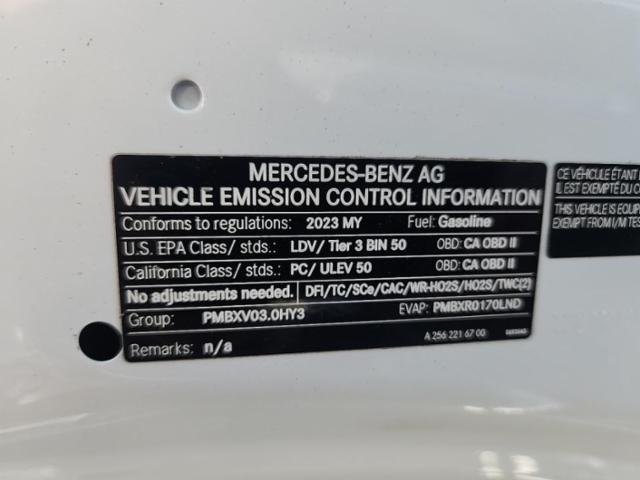 MERCEDES-BENZ AG
VEHICLE EMISSION CONTROL INFORMATION
Conforms to regulations: 2023 MY Fuel: Gasoline
U.S. EPA Class/ stds.: LDV/ Tier 3 BIN 50 OBD: CA OBD II
California Class/ stds.: PC/ ULEV 50 OBD: CA OBD II
No adjustments needed. DFI/TC/SCe/CAC/WR-HO2S/HO2S/TWC(2)
Group: PMBXV03.0HY3 EVAP: PMBXR0170LND
Remarks: n/a A 256 221 67 00
CE VÉHICULE ÉTANT
IL EST EXEMPTÉ DU
THIS VEHICLE IS EQUIP
EXEMPT FROM I/M TES